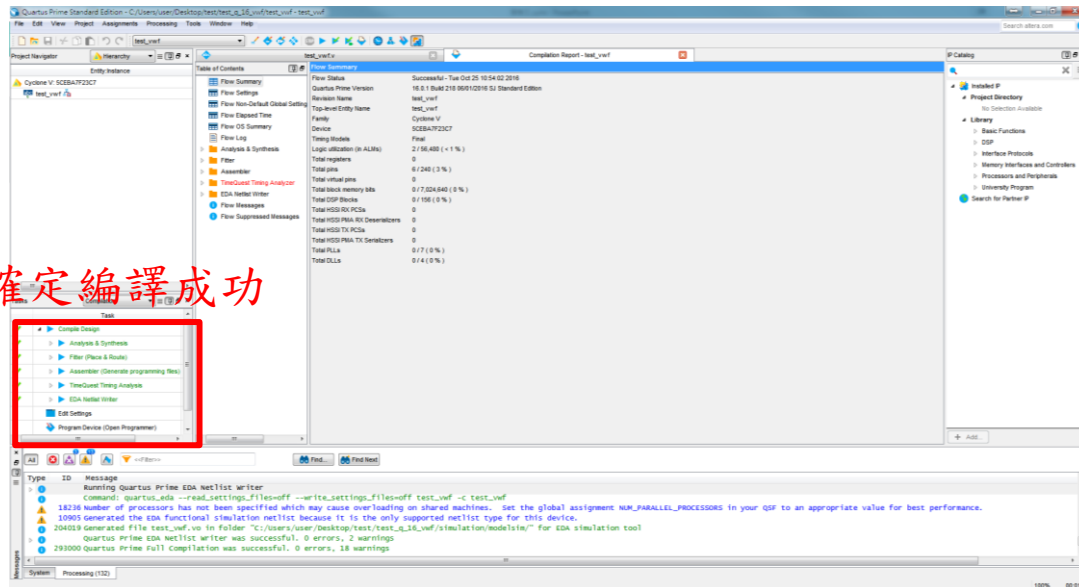 Quartus Prime Standard Edition - C:/Users/user/Desktop/test/test_q_16_vwf/test_vwf - test_vwf
File Edit View Project Assignments Processing Tools Window Help
Search altera.com
test_vwf
Project Navigator
Hierarchy
Entity:Instance
Cyclone V: 5CEBA7F23C7
test_vwf
test_vwf.v
Compilation Report - test_vwf
Table of Contents
Flow Summary
Flow Settings
Flow Non-Default Global Setting
Flow Elapsed Time
Flow OS Summary
Flow Log
Analysis & Synthesis
Fitter
Assembler
TimeQuest Timing Analyzer
EDA Netlist Writer
Flow Messages
Flow Suppressed Messages
Flow Summary
Flow Status Successful - Tue Oct 25 10:54:02 2016
Quartus Prime Version 16.0.1 Build 218 06/01/2016 SJ Standard Edition
Revision Name test_vwf
Top-level Entity Name test_vwf
Family Cyclone V
Device 5CEBA7F23C7
Timing Models Final
Logic utilization (in ALMs) 2 / 56,480 ( < 1 % )
Total registers 0
Total pins 6 / 240 ( 3 % )
Total virtual pins 0
Total block memory bits 0 / 7,024,640 ( 0 % )
Total DSP Blocks 0 / 156 ( 0 % )
Total HSSI RX PCSs 0
Total HSSI PMA RX Deserializers 0
Total HSSI TX PCSs 0
Total HSSI PMA TX Serializers 0
Total PLLs 0 / 7 ( 0 % )
Total DLLs 0 / 4 ( 0 % )
IP Catalog
Installed IP
Project Directory
No Selection Available
Library
Basic Functions
DSP
Interface Protocols
Memory Interfaces and Controllers
Processors and Peripherals
University Program
Search for Partner IP
+ Add...
確定編譯成功
Task
Compile Design
Analysis & Synthesis
Fitter (Place & Route)
Assembler (Generate programming files)
TimeQuest Timing Analysis
EDA Netlist Writer
Edit Settings
Program Device (Open Programmer)
All
<<Filter>>
Find...
Find Next
Type ID Message
Running Quartus Prime EDA Netlist Writer
Command: quartus_eda --read_settings_files=off --write_settings_files=off test_vwf -c test_vwf
18236 Number of processors has not been specified which may cause overloading on shared machines. Set the global assignment NUM_PARALLEL_PROCESSORS in your QSF to an appropriate value for best performance.
10905 Generated the EDA functional simulation netlist because it is the only supported netlist type for this device.
204019 Generated file test_vwf.vo in folder "C:/Users/user/Desktop/test/test_q_16_vwf/simulation/modelsim/" for EDA simulation tool
Quartus Prime EDA Netlist Writer was successful. 0 errors, 2 warnings
293000 Quartus Prime Full Compilation was successful. 0 errors, 18 warnings
Messages
System
Processing (132)
100%